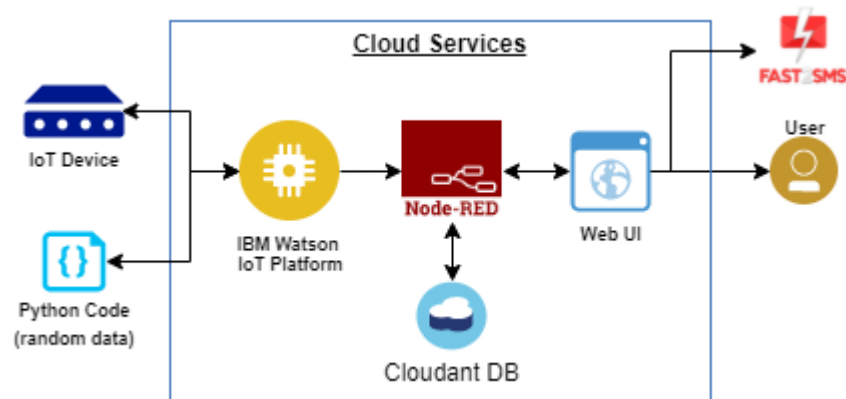 Cloud Services
FAST2SMS
IoT Device
User
Node-RED
Web UI
IBM Watson
IoT Platform
Python Code
(random data)
Cloudant DB